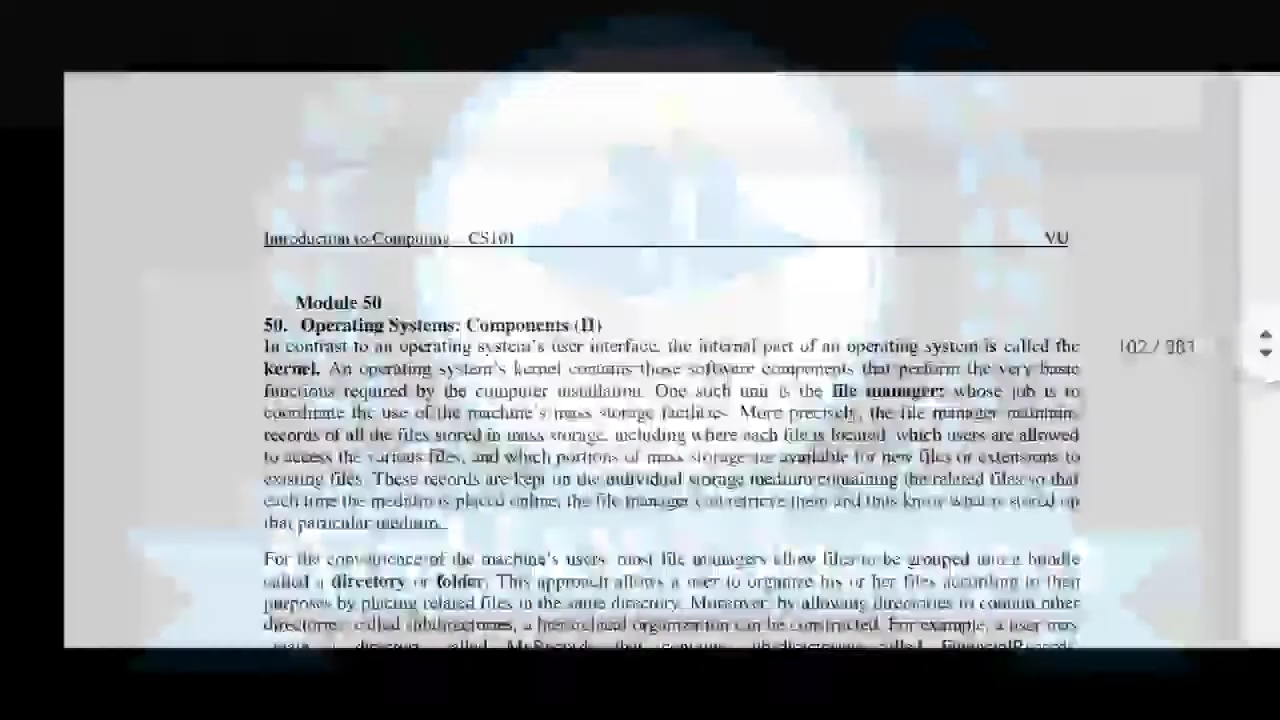 Introduction to Computing – CS101 VU
Module 50
50. Operating Systems: Components (II)
In contrast to an operating system's user interface, the internal part of an operating system is called the
102 / 381
kernel. An operating system's kernel contains those software components that perform the very basic
functions required by the computer installation. One such unit is the file manager; whose job is to
coordinate the use of the machine's mass storage facilities. More precisely, the file manager maintains
records of all the files stored in mass storage, including where each file is located, which users are allowed
to access the various files, and which portions of mass storage are available for new files or extensions to
existing files. These records are kept on the individual storage medium containing the related files so that
each time the medium is placed online, the file manager can retrieve them and thus know what is stored on
that particular medium.
For the convenience of the machine's users, most file managers allow files to be grouped into a bundle
called a directory or folder. This approach allows a user to organize his or her files according to their
purposes by placing related files in the same directory. Moreover, by allowing directories to contain other
directories, called subdirectories, a hierarchical organization can be constructed. For example, a user may
directory called MyRecords that contains subdirectories called FinancialRecords,